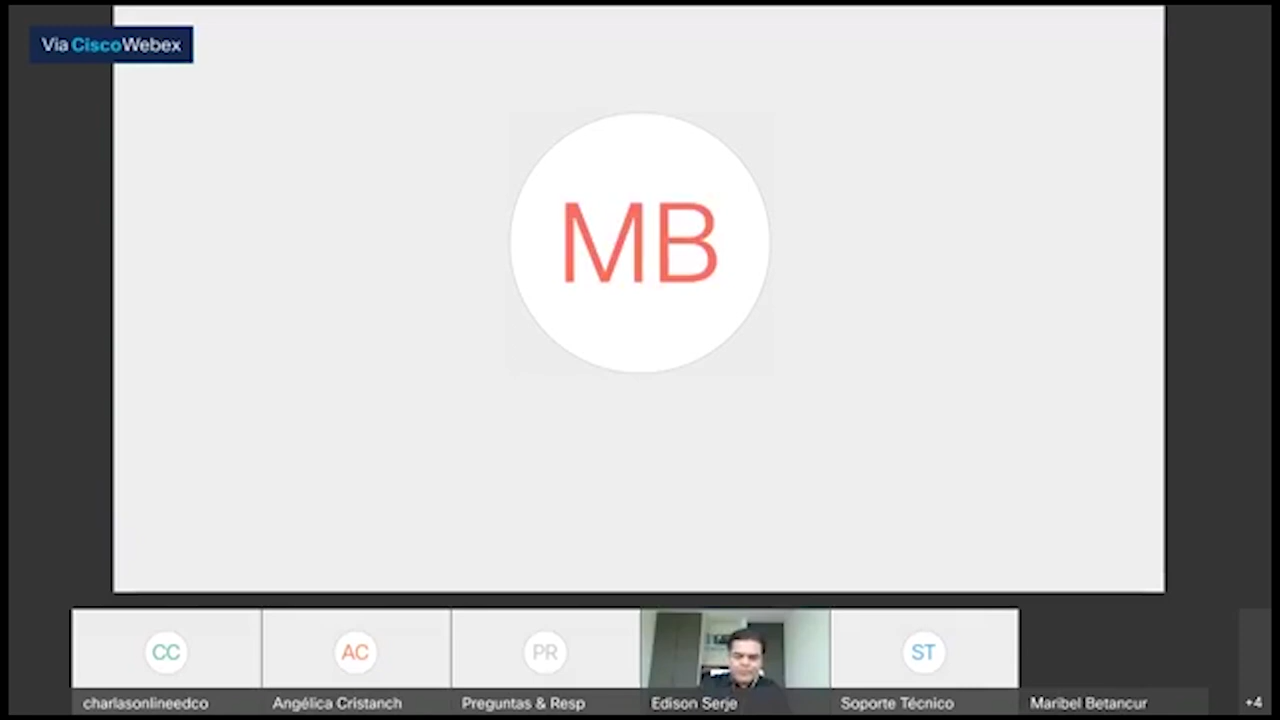 Via CiscoWebex
MB
CC
AC
PR
ST
charlasonlineedco
Angélica Cristanch
Preguntas & Resp
Edison Serje
Soporte Técnico
Maribel Betancur
+4